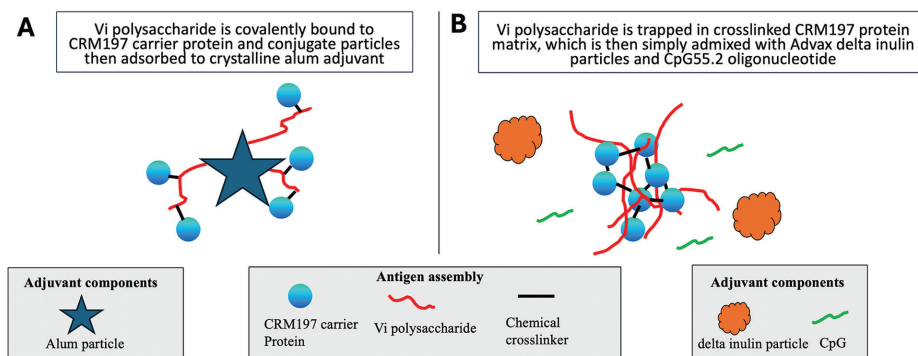 A
Vi polysaccharide is covalently bound to
CRM197 carrier protein and conjugate particles
then adsorbed to crystalline alum adjuvant
B
Vi polysaccharide is trapped in crosslinked CRM197 protein
matrix, which is then simply admixed with Advax delta inulin
particles and CpG55.2 oligonucleotide
Adjuvant components
Alum particle
Antigen assembly
CRM197 carrier
Protein
Vi polysaccharide
Chemical
crosslinker
Adjuvant components
delta inulin particle
CpG